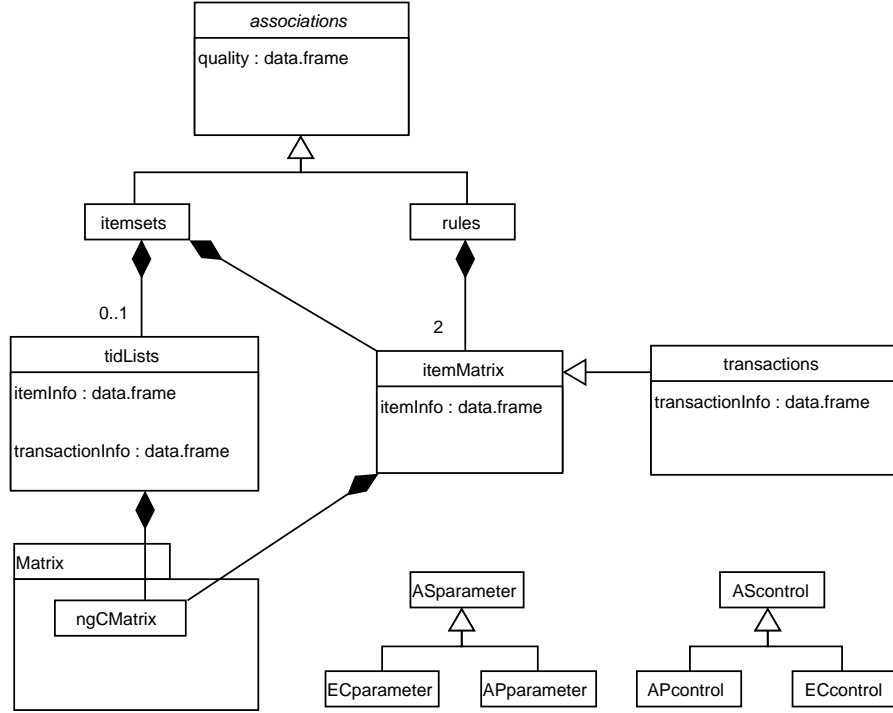 associations
quality : data.frame
itemsets
rules
0..1
2
tidLists
itemInfo : data.frame
transactionInfo : data.frame
itemMatrix
itemInfo : data.frame
transactions
transactionInfo : data.frame
Matrix
ngCMatrix
ASparameter
ECparameter
APparameter
AScontrol
APcontrol
ECcontrol